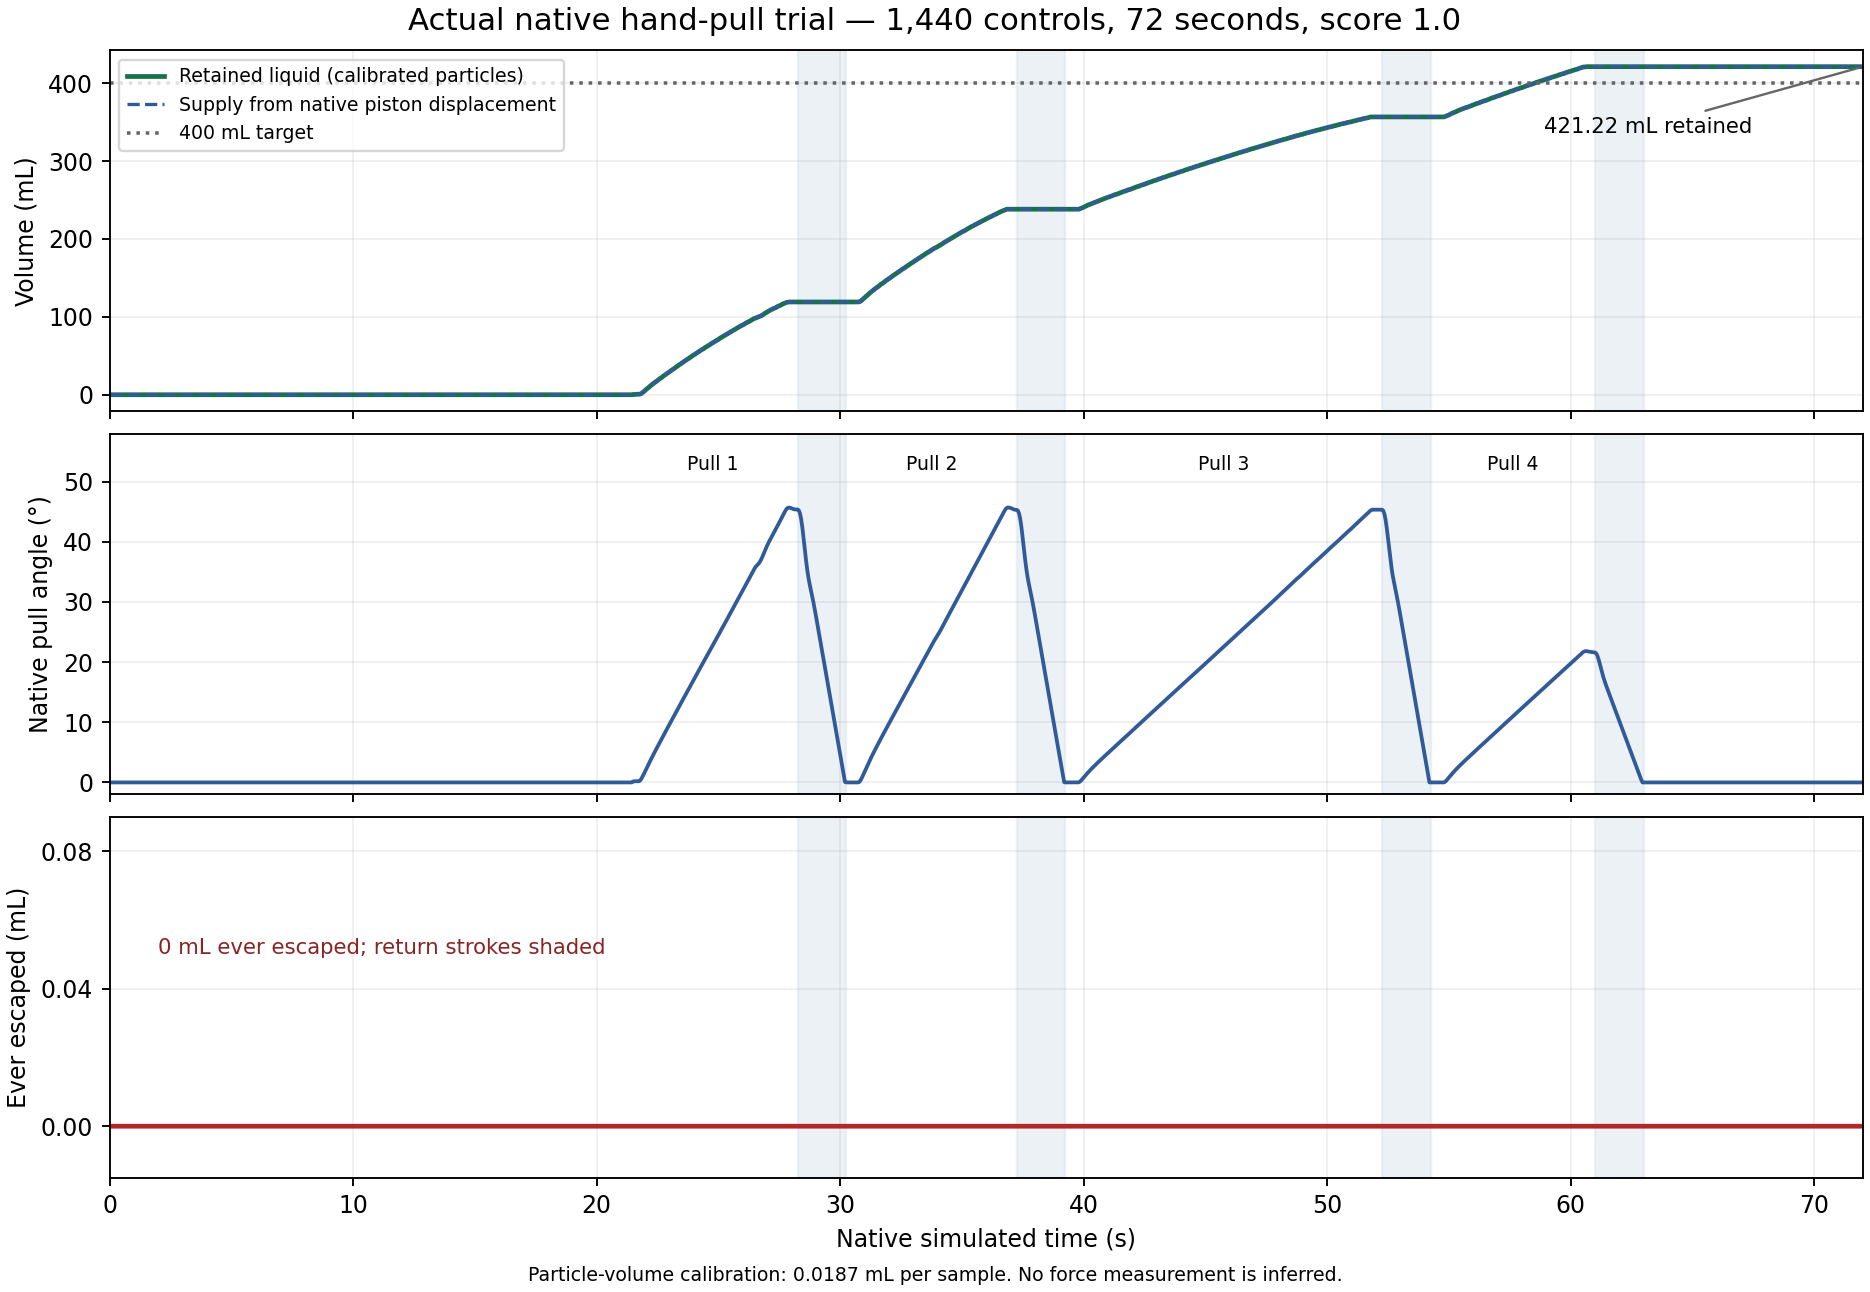 Actual native hand-pull trial — 1,440 controls, 72 seconds, score 1.0
Retained liquid (calibrated particles)
Supply from native piston displacement
400 mL target
421.22 mL retained
Volume (mL)
400
300
200
100
0
Pull 1
Pull 2
Pull 3
Pull 4
Native pull angle (°)
50
40
30
20
10
0
0 mL ever escaped; return strokes shaded
Ever escaped (mL)
0.08
0.04
0.00
0
10
20
30
40
50
60
70
Native simulated time (s)
Particle-volume calibration: 0.0187 mL per sample. No force measurement is inferred.